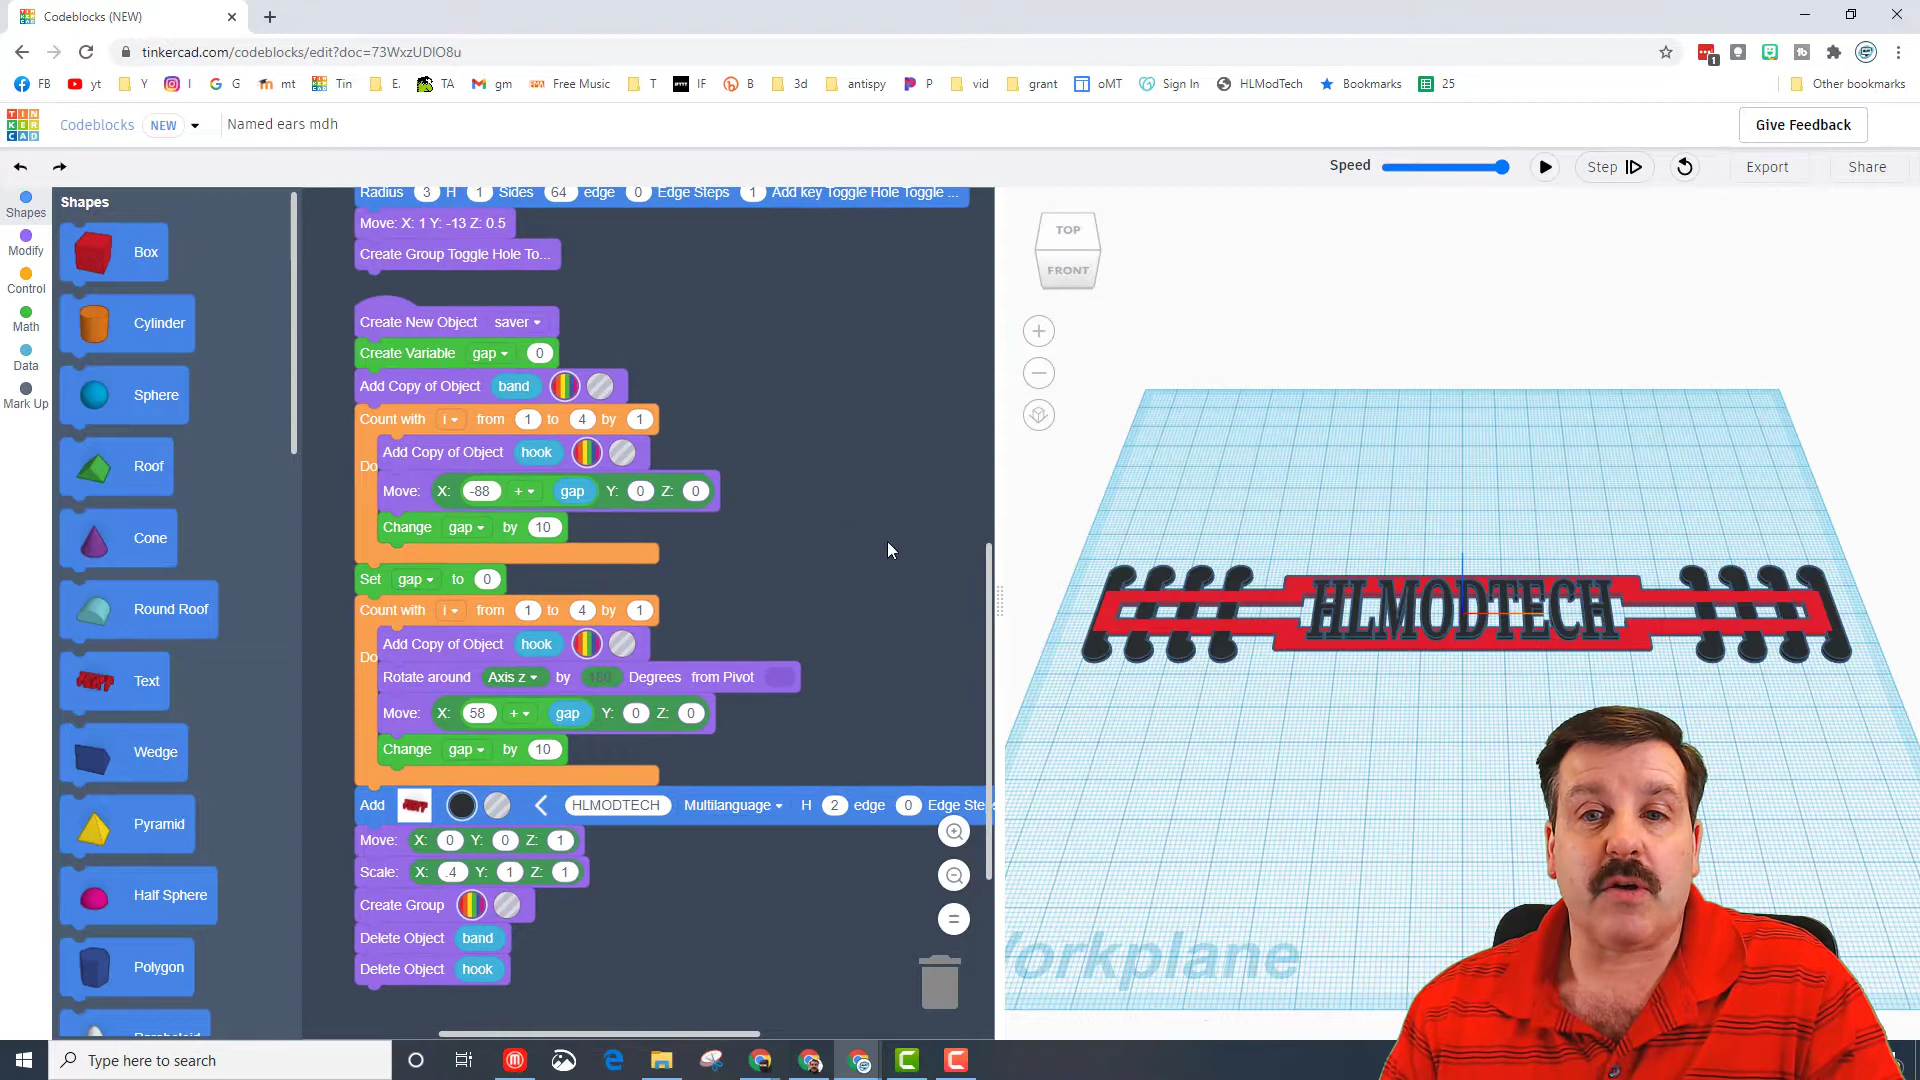 Codeblocks (NEW)
tinkercad.com/codeblocks/edit?doc=73WxzUDlO8u
1
FB yt Y I G mt Tin E. TA gm Free Music T IF B 3d antispy P vid grant oMT Sign In HLModTech Bookmarks 25 Other bookmarks
TINKERCAD
Codeblocks NEW Named ears mdh Give Feedback
Speed Step Export Share
Shapes
Modify
Control
Math
Data
Mark Up
Shapes
Box
Cylinder
Sphere
Roof
Cone
Round Roof
Text
Wedge
Pyramid
Half Sphere
Polygon
Radius 3 H 1 Sides 64 edge 0 Edge Steps 1 Add key Toggle Hole Toggle ...
Move: X: 1 Y: -13 Z: 0.5
Create Group Toggle Hole To...
Create New Object saver
Create Variable gap 0
Add Copy of Object band
Count with i from 1 to 4 by 1
Do
Add Copy of Object hook
Move: X: -88 + gap Y: 0 Z: 0
Change gap by 10
Set gap to 0
Count with i from 1 to 4 by 1
Do
Add Copy of Object hook
Rotate around Axis z by 180 Degrees from Pivot
Move: X: 58 + gap Y: 0 Z: 0
Change gap by 10
Add HLMODTECH Multilanguage H 2 edge 0 Edge Steps
Move: X: 0 Y: 0 Z: 1
Scale: X: .4 Y: 1 Z: 1
Create Group
Delete Object band
Delete Object hook
TOP
FRONT
HLMODTECH
Workplane
Type here to search